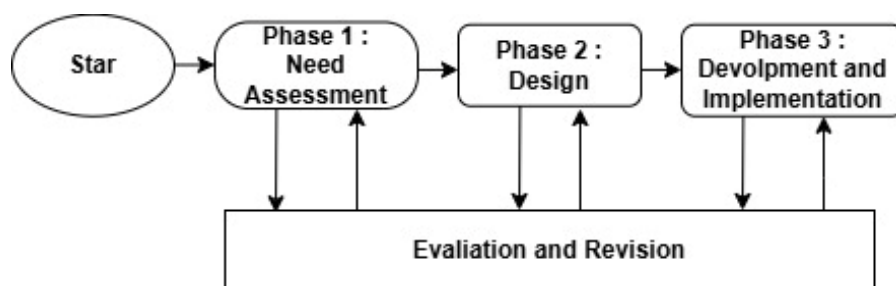 Star
Phase 1 :
Need
Assessment
Phase 2 :
Design
Phase 3 :
Devolpment and
Implementation
Evaliation and Revision